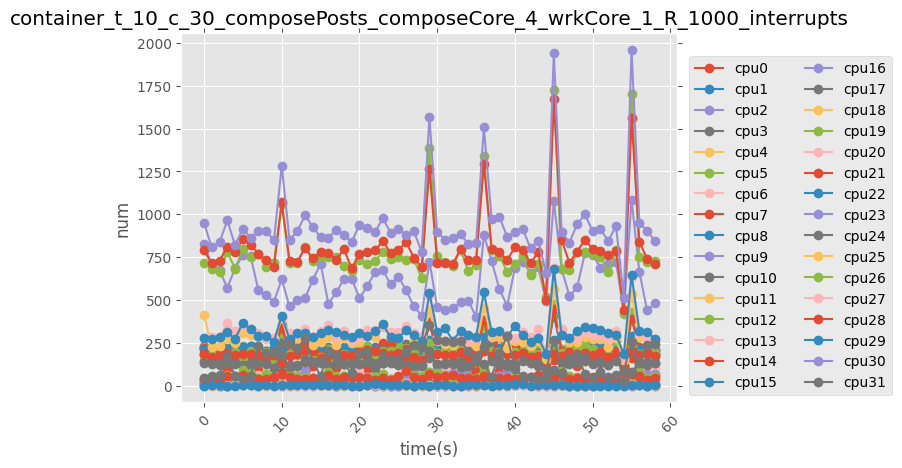 container_t_10_c_30_composePosts_composeCore_4_wrkCore_1_R_1000_interrupts
2000
1750
1500
1250
1000
750
500
250
0
num
0
10
20
30
40
50
60
time(s)
cpu0
cpu1
cpu2
cpu3
cpu4
cpu5
cpu6
cpu7
cpu8
cpu9
cpu10
cpu11
cpu12
cpu13
cpu14
cpu15
cpu16
cpu17
cpu18
cpu19
cpu20
cpu21
cpu22
cpu23
cpu24
cpu25
cpu26
cpu27
cpu28
cpu29
cpu30
cpu31